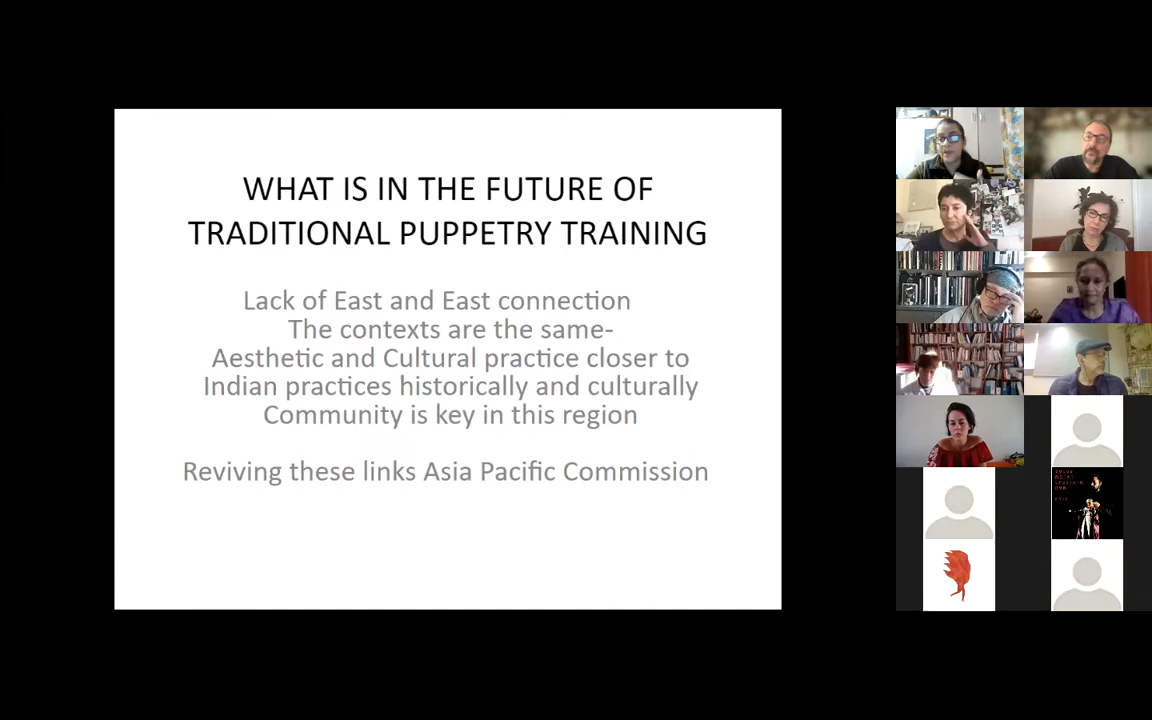 WHAT IS IN THE FUTURE OF
TRADITIONAL PUPPETRY TRAINING
Lack of East and East connection
The contexts are the same-
Aesthetic and Cultural practice closer to
Indian practices historically and culturally
Community is key in this region
Reviving these links Asia Pacific Commission